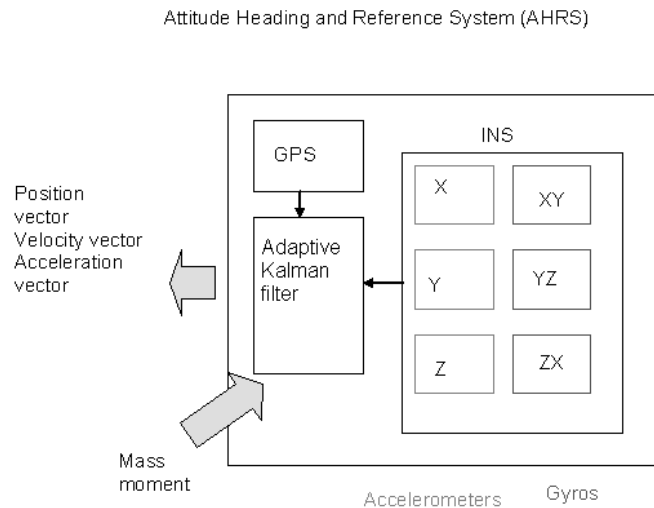 Attitude Heading and Reference System (AHRS)
GPS
INS
X
XY
Position
vector
Velocity vector
Acceleration
vector
Adaptive
Kalman
filter
Y
YZ
Z
ZX
Mass
moment
Accelerometers
Gyros